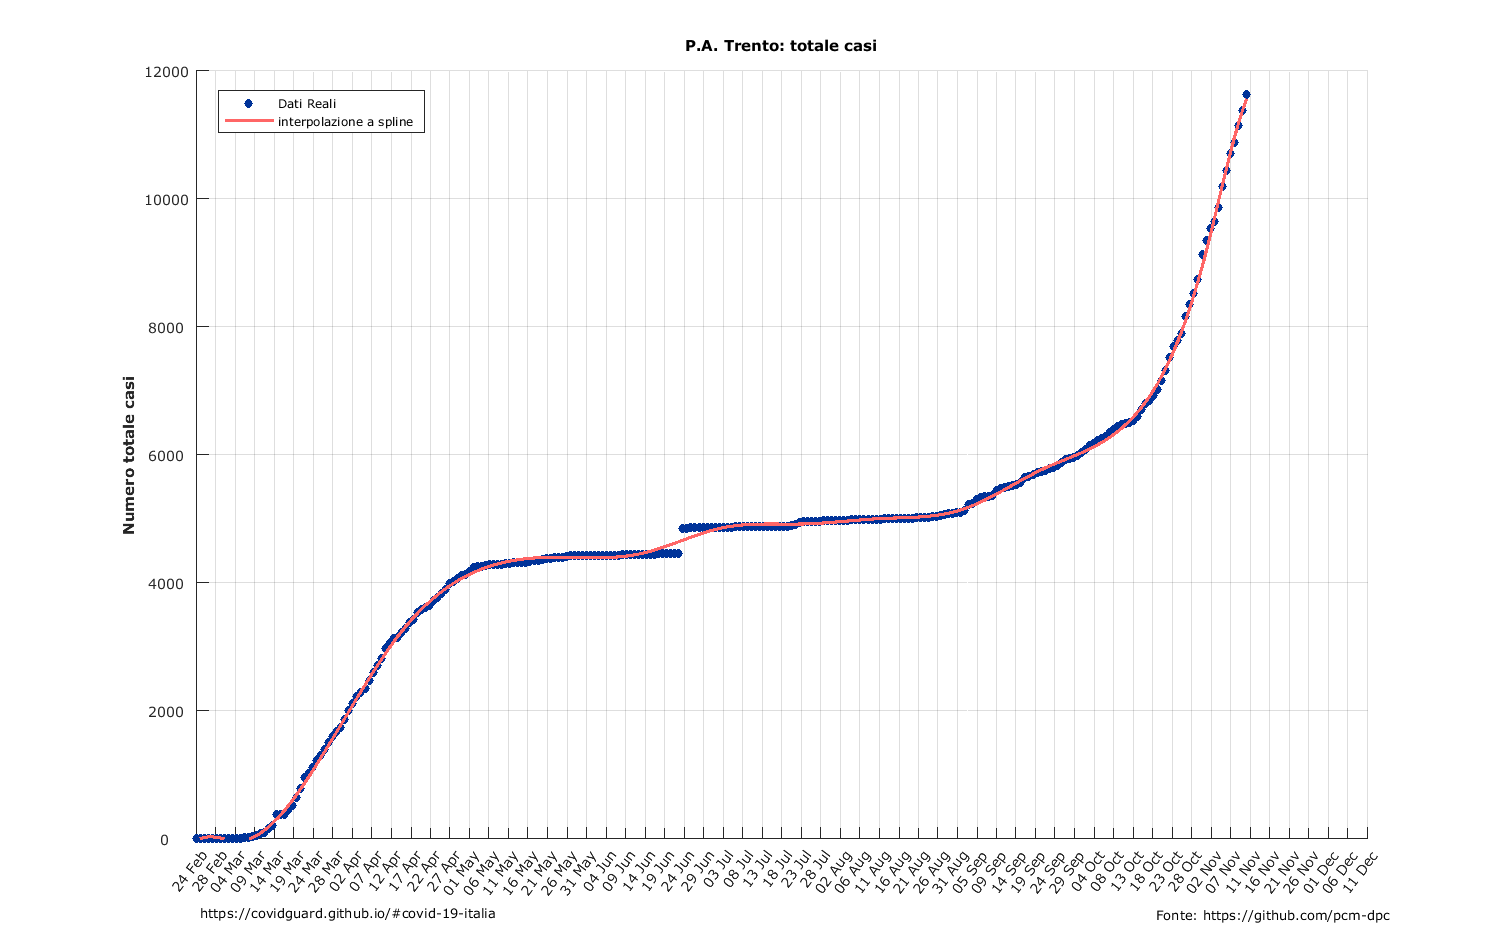 P.A. Trento: totale casi
12000
10000
8000
6000
4000
2000
0
Numero totale casi
Dati Reali
interpolazione a spline
24 Feb
28 Feb
04 Mar
09 Mar
14 Mar
19 Mar
24 Mar
28 Mar
02 Apr
07 Apr
12 Apr
17 Apr
22 Apr
27 Apr
01 May
06 May
11 May
16 May
21 May
26 May
31 May
04 Jun
09 Jun
14 Jun
19 Jun
24 Jun
29 Jun
03 Jul
08 Jul
13 Jul
18 Jul
23 Jul
28 Jul
02 Aug
06 Aug
11 Aug
16 Aug
21 Aug
26 Aug
31 Aug
05 Sep
09 Sep
14 Sep
19 Sep
24 Sep
29 Sep
04 Oct
08 Oct
13 Oct
18 Oct
23 Oct
28 Oct
02 Nov
07 Nov
11 Nov
16 Nov
21 Nov
26 Nov
01 Dec
06 Dec
11 Dec
https://covidguard.github.io/#covid-19-italia
Fonte: https://github.com/pcm-dpc